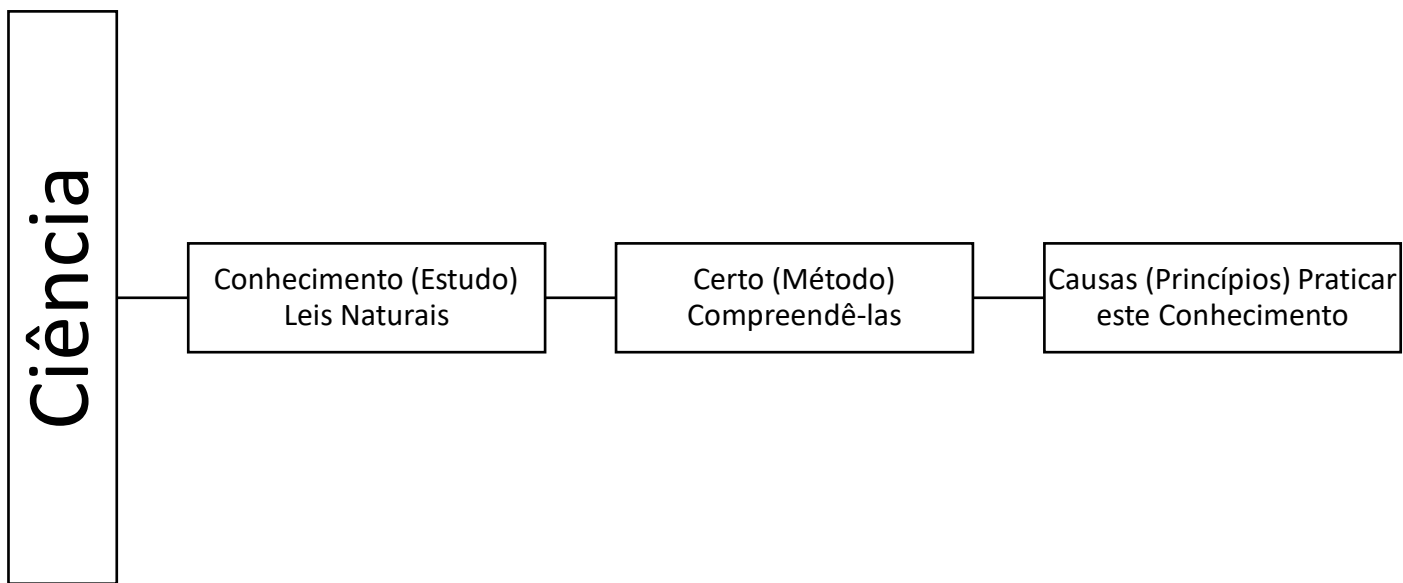 Ciência
Conhecimento (Estudo)
Leis Naturais
Certo (Método)
Compreendê-las
Causas (Princípios) Praticar
este Conhecimento